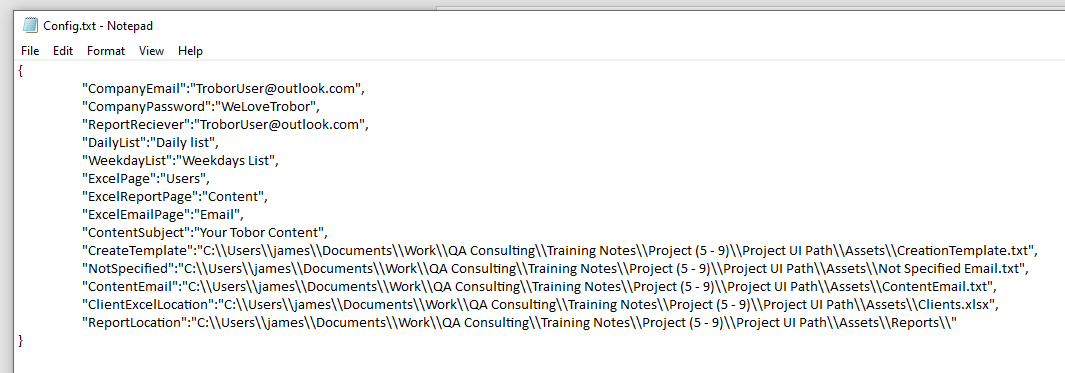 Config.txt - Notepad
File Edit Format View Help
{
"CompanyEmail":"TroborUser@outlook.com",
"CompanyPassword":"WeLoveTrobor",
"ReportReciever":"TroborUser@outlook.com",
"DailyList":"Daily list",
"WeekdayList":"Weekdays List",
"ExcelPage":"Users",
"ExcelReportPage":"Content",
"ExcelEmailPage":"Email",
"ContentSubject":"Your Tobor Content",
"CreateTemplate":"C:\\Users\\james\\Documents\\Work\\QA Consulting\\Training Notes\\Project (5 - 9)\\Project UI Path\\Assets\\CreationTemplate.txt",
"NotSpecified":"C:\\Users\\james\\Documents\\Work\\QA Consulting\\Training Notes\\Project (5 - 9)\\Project UI Path\\Assets\\Not Specified Email.txt",
"ContentEmail":"C:\\Users\\james\\Documents\\Work\\QA Consulting\\Training Notes\\Project (5 - 9)\\Project UI Path\\Assets\\ContentEmail.txt",
"ClientExcelLocation":"C:\\Users\\james\\Documents\\Work\\QA Consulting\\Training Notes\\Project (5 - 9)\\Project UI Path\\Assets\\Clients.xlsx",
"ReportLocation":"C:\\Users\\james\\Documents\\Work\\QA Consulting\\Training Notes\\Project (5 - 9)\\Project UI Path\\Assets\\Reports\\"
}